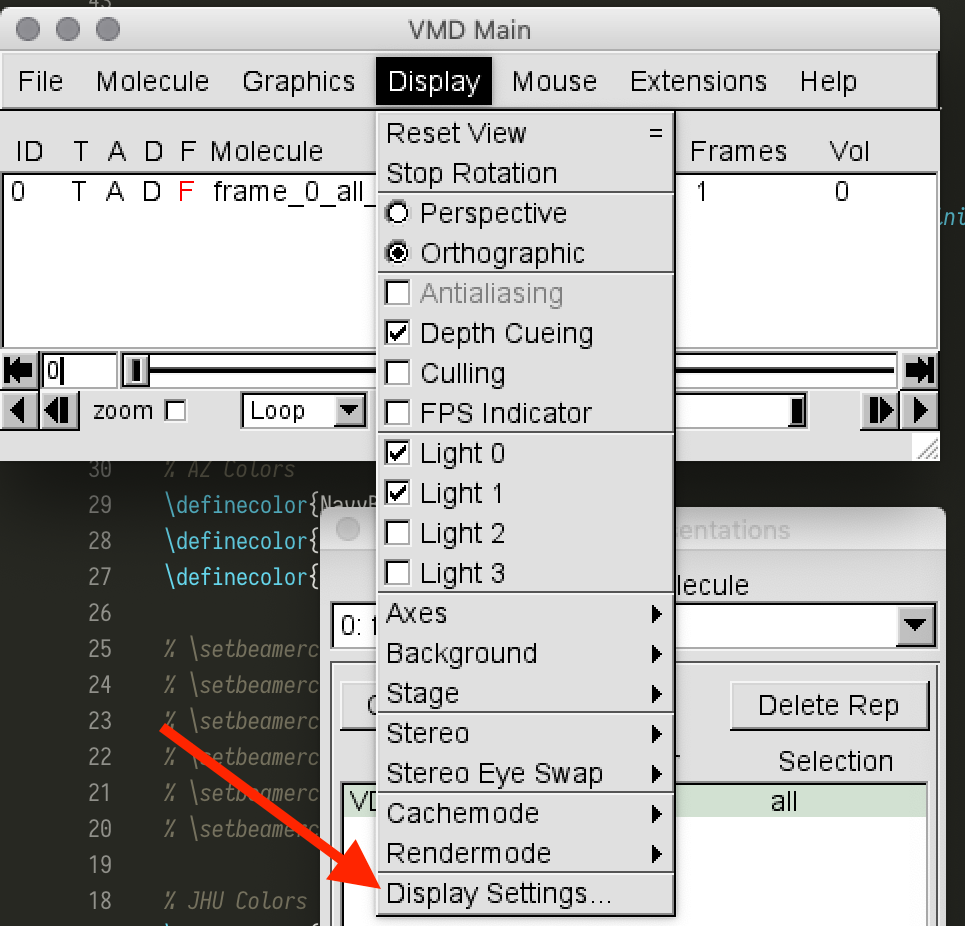 43
VMD Main
File Molecule Graphics Display Mouse Extensions Help
ID T A D F Molecule Frames Vol
0 T A D F frame_0_all_ 1 0
Reset View =
Stop Rotation
Perspective
Orthographic
Antialiasing
Depth Cueing
Culling
FPS Indicator
Light 0
Light 1
Light 2
Light 3
Axes
Background
Stage
Stereo
Stereo Eye Swap
Cachemode
Rendermode
Display Settings...
0
zoom Loop
30 % AZ Colors
29 \definecolor{
28 \definecolor{
27 \definecolor{
26
25 % \setbeamerc
24 % \setbeamerc
23 % \setbeamerc
22 % \setbeamerc
21 % \setbeamerc
20 % \setbeamerc
19
18 % JHU Colors
entations
lecule
0:
Delete Rep
Selection
all